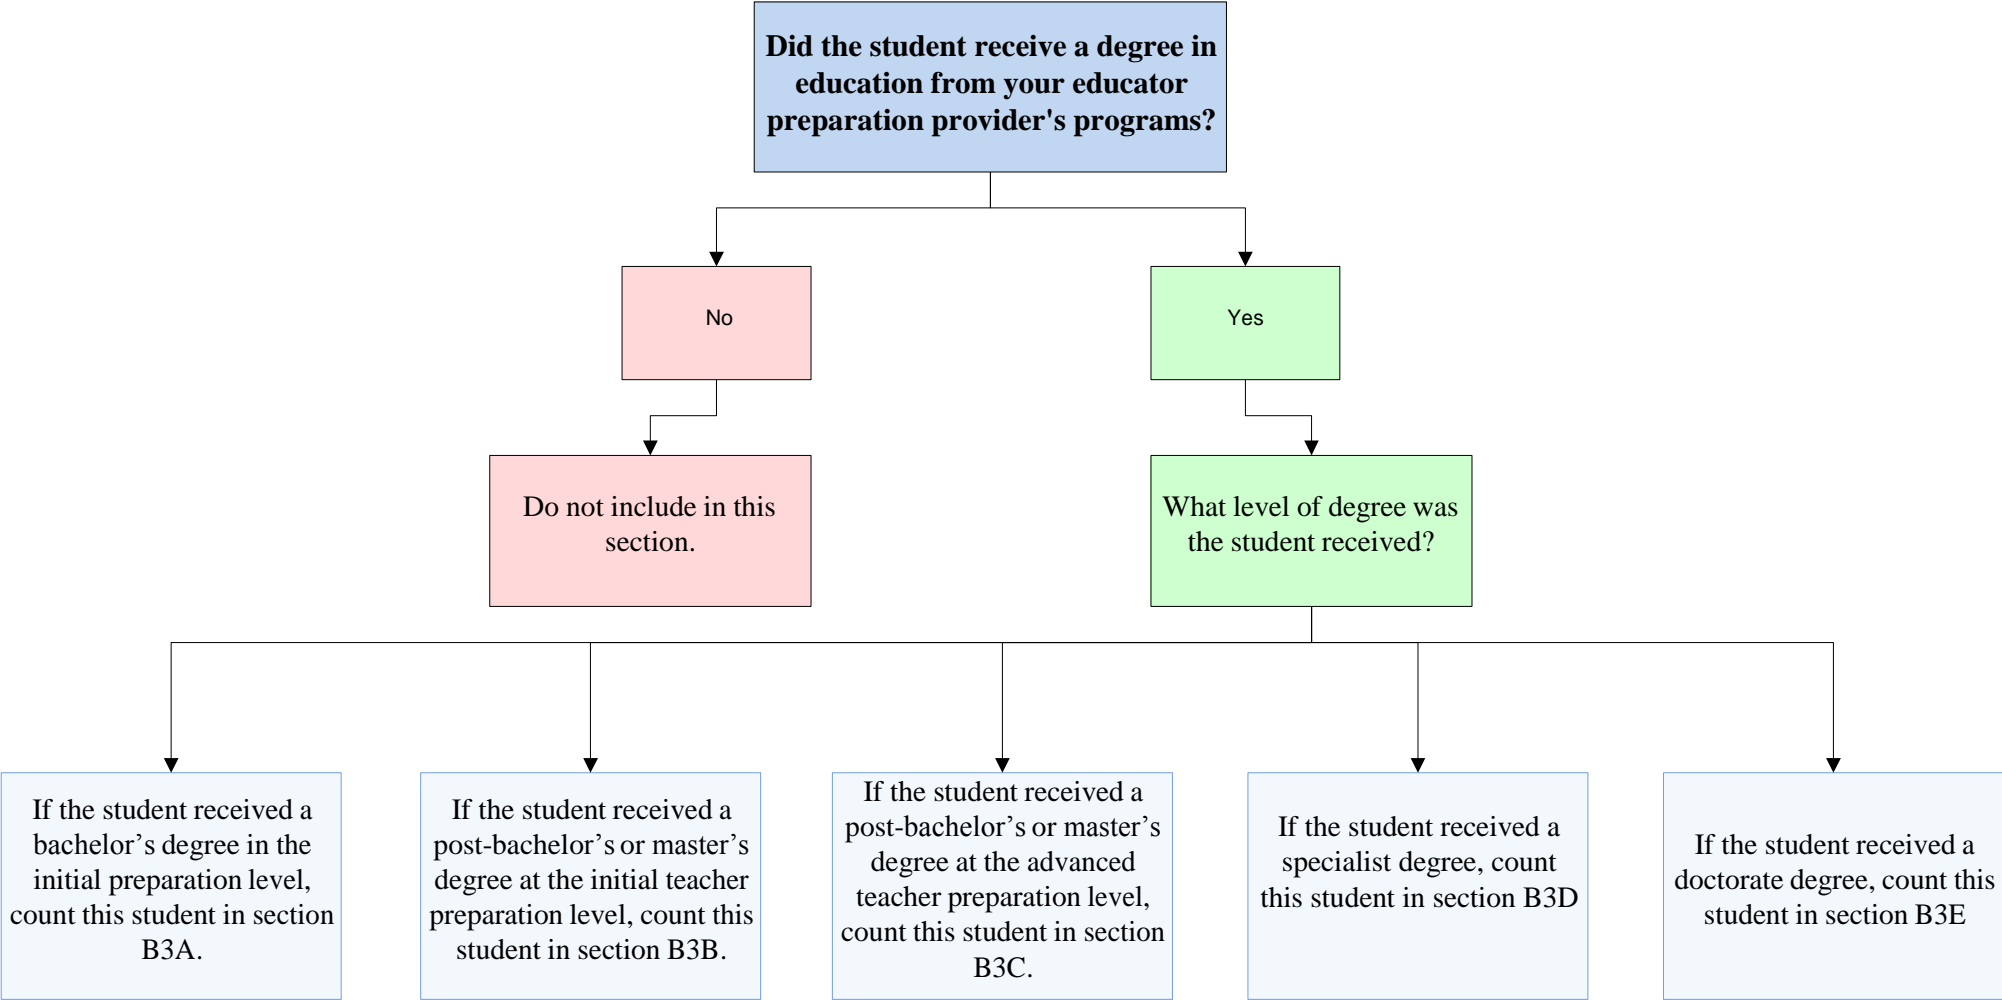 Did the student receive a degree in
education from your educator
preparation provider's programs?
No
Yes
Do not include in this
section.
What level of degree was
the student received?
If the student received a
bachelor’s degree in the
initial preparation level,
count this student in section
B3A.
If the student received a
post-bachelor’s or master’s
degree at the initial teacher
preparation level, count this
student in section B3B.
If the student received a
post-bachelor’s or master’s
degree at the advanced
teacher preparation level,
count this student in section
B3C.
If the student received a
specialist degree, count
this student in section B3D
If the student received a
doctorate degree, count this
student in section B3E